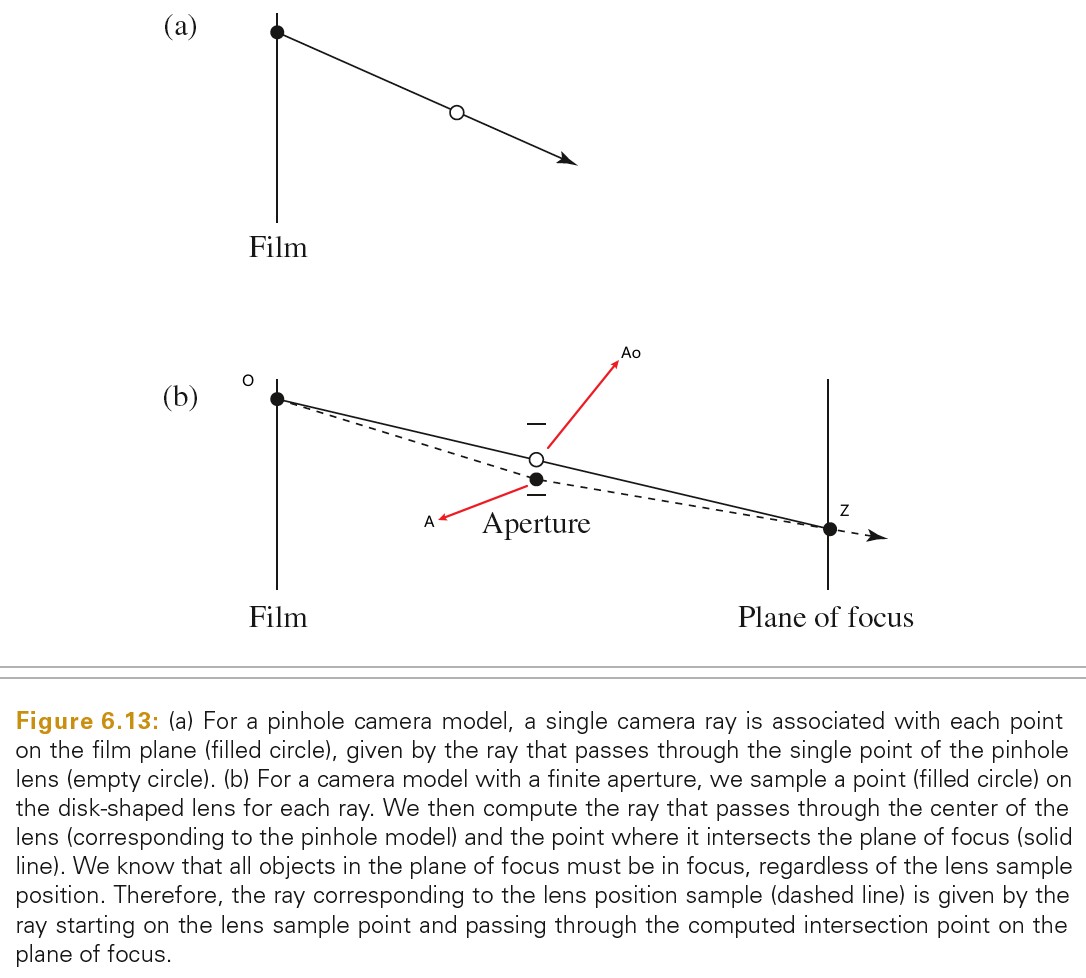 (a)
Film
Ao
O
(b)
Z
A
Aperture
Film
Plane of focus
Figure 6.13: (a) For a pinhole camera model, a single camera ray is associated with each point
on the film plane (filled circle), given by the ray that passes through the single point of the pinhole
lens (empty circle). (b) For a camera model with a finite aperture, we sample a point (filled circle) on
the disk-shaped lens for each ray. We then compute the ray that passes through the center of the
lens (corresponding to the pinhole model) and the point where it intersects the plane of focus (solid
line). We know that all objects in the plane of focus must be in focus, regardless of the lens sample
position. Therefore, the ray corresponding to the lens position sample (dashed line) is given by the
ray starting on the lens sample point and passing through the computed intersection point on the
plane of focus.